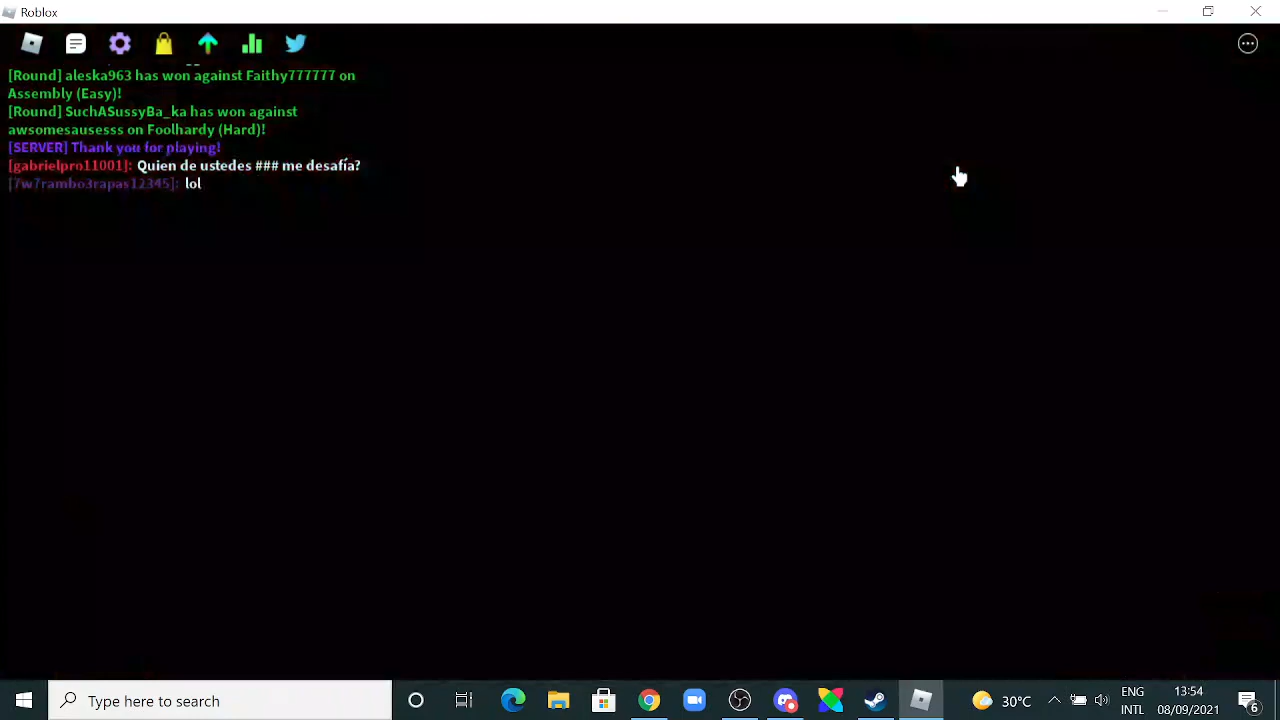 Roblox
[Round] aleska963 has won against Faithy777777 on
Assembly (Easy)!
[Round] SuchASussyBa_ka has won against
awsomesausesss on Foolhardy (Hard)!
[SERVER] Thank you for playing!
[gabrielpro11001]: Quien de ustedes ### me desafía?
[7w7rambo3rapas12345]: lol
Type here to search
30°C
ENG
INTL
13:54
08/09/2021
6